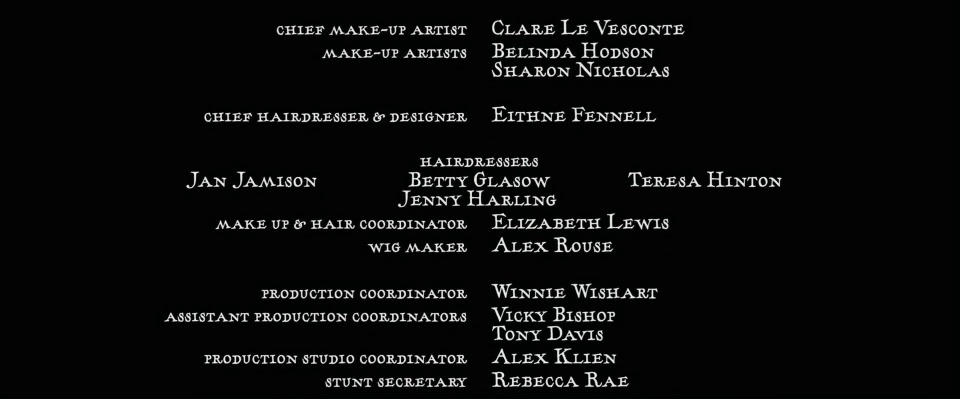 CHIEF MAKE-UP ARTIST CLARE LE VESCONTE
MAKE-UP ARTISTS BELINDA HODSON
SHARON NICHOLAS
CHIEF HAIRDRESSER & DESIGNER EITHNE FENNELL
HAIRDRESSERS
JAN JAMISON BETTY GLASOW TERESA HINTON
JENNY HARLING
MAKE UP & HAIR COORDINATOR ELIZABETH LEWIS
WIG MAKER ALEX ROUSE
PRODUCTION COORDINATOR WINNIE WISHART
ASSISTANT PRODUCTION COORDINATORS VICKY BISHOP
TONY DAVIS
PRODUCTION STUDIO COORDINATOR ALEX KLIEN
STUNT SECRETARY REBECCA RAE